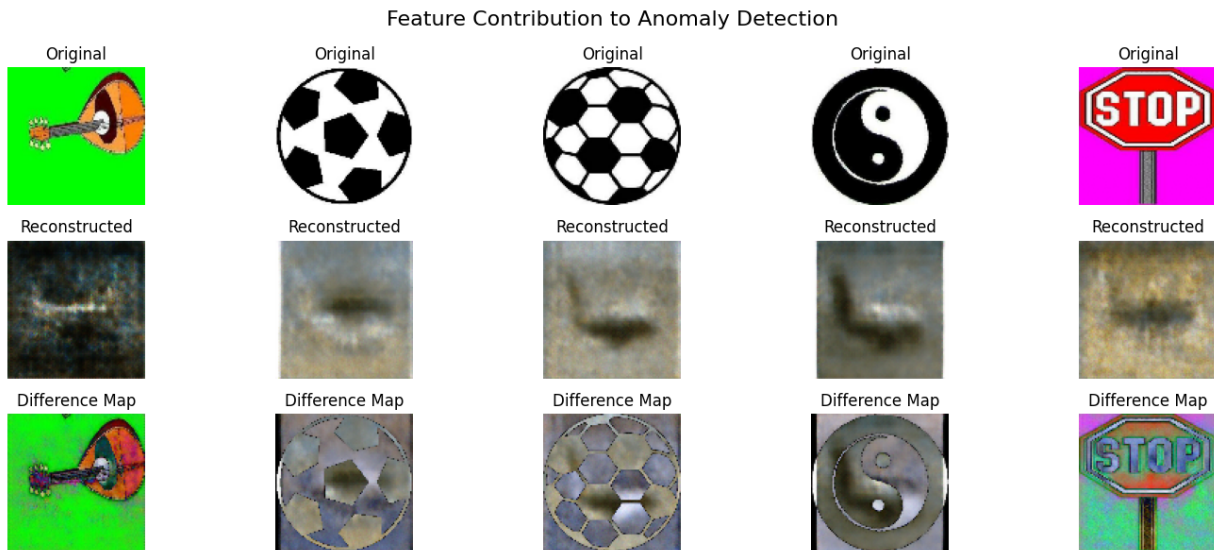 Feature Contribution to Anomaly Detection
Original Original Original Original Original
STOP
Reconstructed Reconstructed Reconstructed Reconstructed Reconstructed
Difference Map Difference Map Difference Map Difference Map Difference Map
STOP